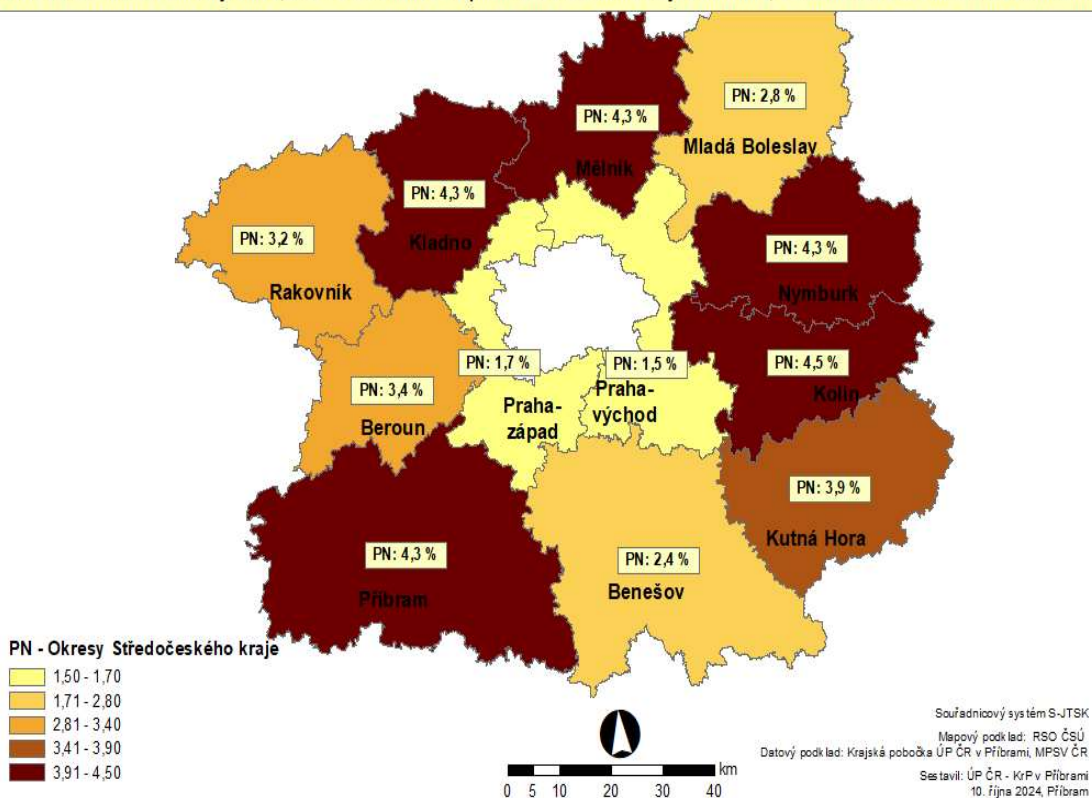 PN: 4,3 %
Mělník
PN: 2,8 %
Mladá Boleslav
PN: 4,3 %
Kladno
PN: 3,2 %
Rakovník
PN: 4,3 %
Nymburk
PN: 1,7 %
Praha-
západ
PN: 1,5 %
Praha-
východ
PN: 4,5 %
Kolín
PN: 3,4 %
Beroun
PN: 3,9 %
Kutná Hora
PN: 4,3 %
Příbram
PN: 2,4 %
Benešov
PN - Okresy Středočeského kraje
1,50 - 1,70
1,71 - 2,80
2,81 - 3,40
3,41 - 3,90
3,91 - 4,50
km
0 5 10 20 30 40
Souřadnicový systém S-JTSK
Mapový podklad: RSO ČSÚ
Datový podklad: Krajská pobočka ÚP ČR v Příbrami, MPSV ČR
Sestavil: ÚP ČR - KrP v Příbrami
10. října 2024, Příbram